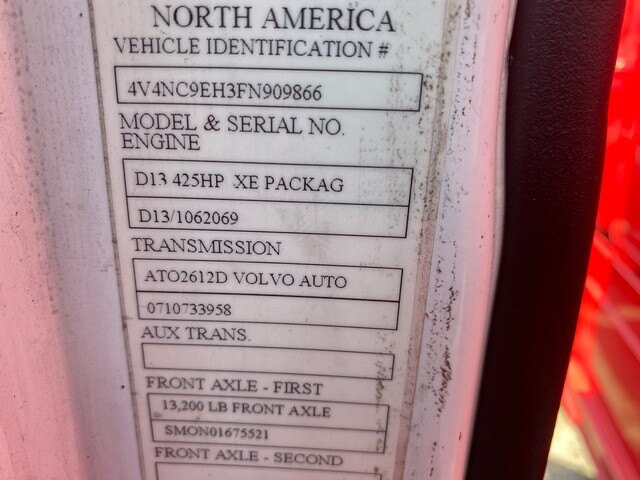 NORTH AMERICA
VEHICLE IDENTIFICATION #
4V4NC9EH3FN909866
MODEL & SERIAL NO.
ENGINE
D13 425HP XE PACKAG
D13/1062069
TRANSMISSION
ATO2612D VOLVO AUTO
0710733958
AUX TRANS.
FRONT AXLE - FIRST
13,200 LB FRONT AXLE
SMON01675521
FRONT AXLE - SECOND